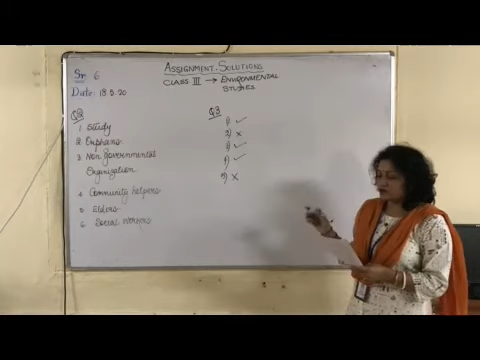 Sr. 6
ASSIGNMENT-SOLUTIONS
CLASS III → ENVIRONMENTAL
STUDIES
Date: 18.5.20
Q2
1 Study
2 Orphans
3 Non governmental
Organization
4 Community helpers
5 Elders
6 Social workers
Q3
1) ✓
2) x
3) ✓
4) ✓
5) x